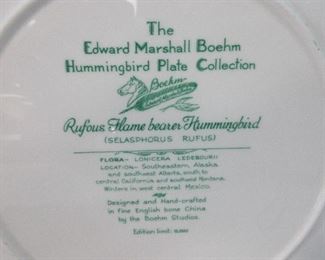 The
Edward Marshall Boehm
Hummingbird Plate Collection
Boehm
Rufous Flame bearer Hummingbird
(SELASPHORUS RUFUS)
FLORA - LONICERA LEDEBOURII
LOCATION - Southeastern, Alaska,
and southwest Alberta, south to
central California and southwest Montana.
Winters in west central Mexico.
Designed and Hand-crafted
in fine English bone China
by the Boehm Studios.
Edition limit: